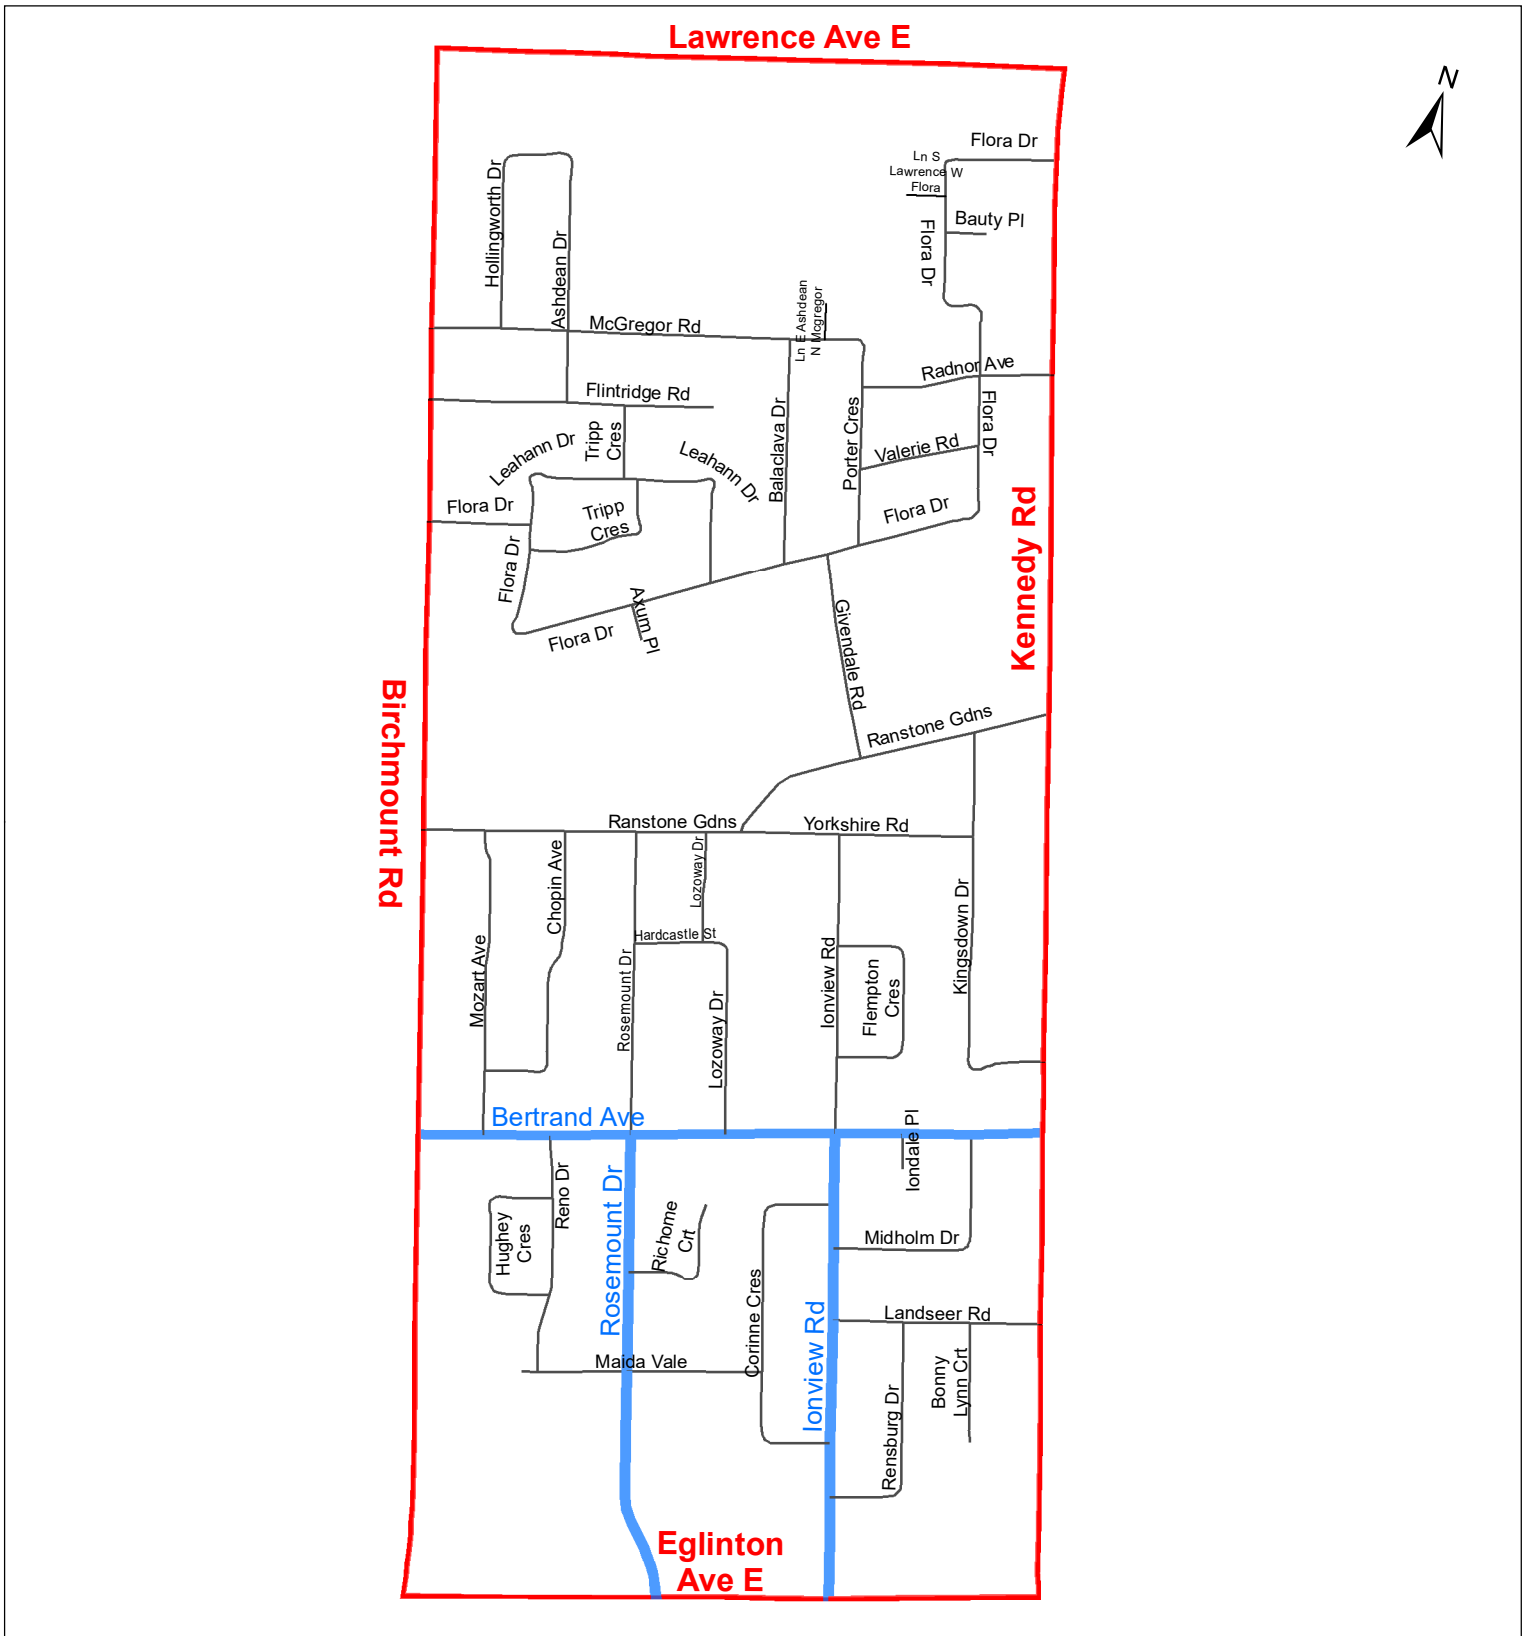 Lawrence Ave E
N
Flora Dr
Ln S
Lawrence W
Flora
Bauty Pl
Flora Dr
Hollingworth Dr
Ashdean Dr
McGregor Rd
Ln E Ashdean
N Mcgregor
Radnor Ave
Flintridge Rd
Flora Dr
Balaclava Dr
Porter Cres
Valerie Rd
Leahann Dr
Tripp
Cres
Leahann Dr
Flora Dr
Tripp
Cres
Flora Dr
Kennedy Rd
Flora Dr
Axum Pl
Flora Dr
Givendale Rd
Birchmount Rd
Ranstone Gdns
Ranstone Gdns
Yorkshire Rd
Chopin Ave
Lozoway Dr
Mozart Ave
Hardcastle St
Rosemount Dr
Lozoway Dr
Ionview Rd
Flempton
Cres
Kingsdown Dr
Bertrand Ave
Iondale Pl
Reno Dr
Hughey
Cres
Rosemount Dr
Richome
Crt
Midholm Dr
Corinne Cres
Ionview Rd
Landseer Rd
Maida Vale
Rensburg Dr
Bonny
Lynn Crt
Eglinton
Ave E